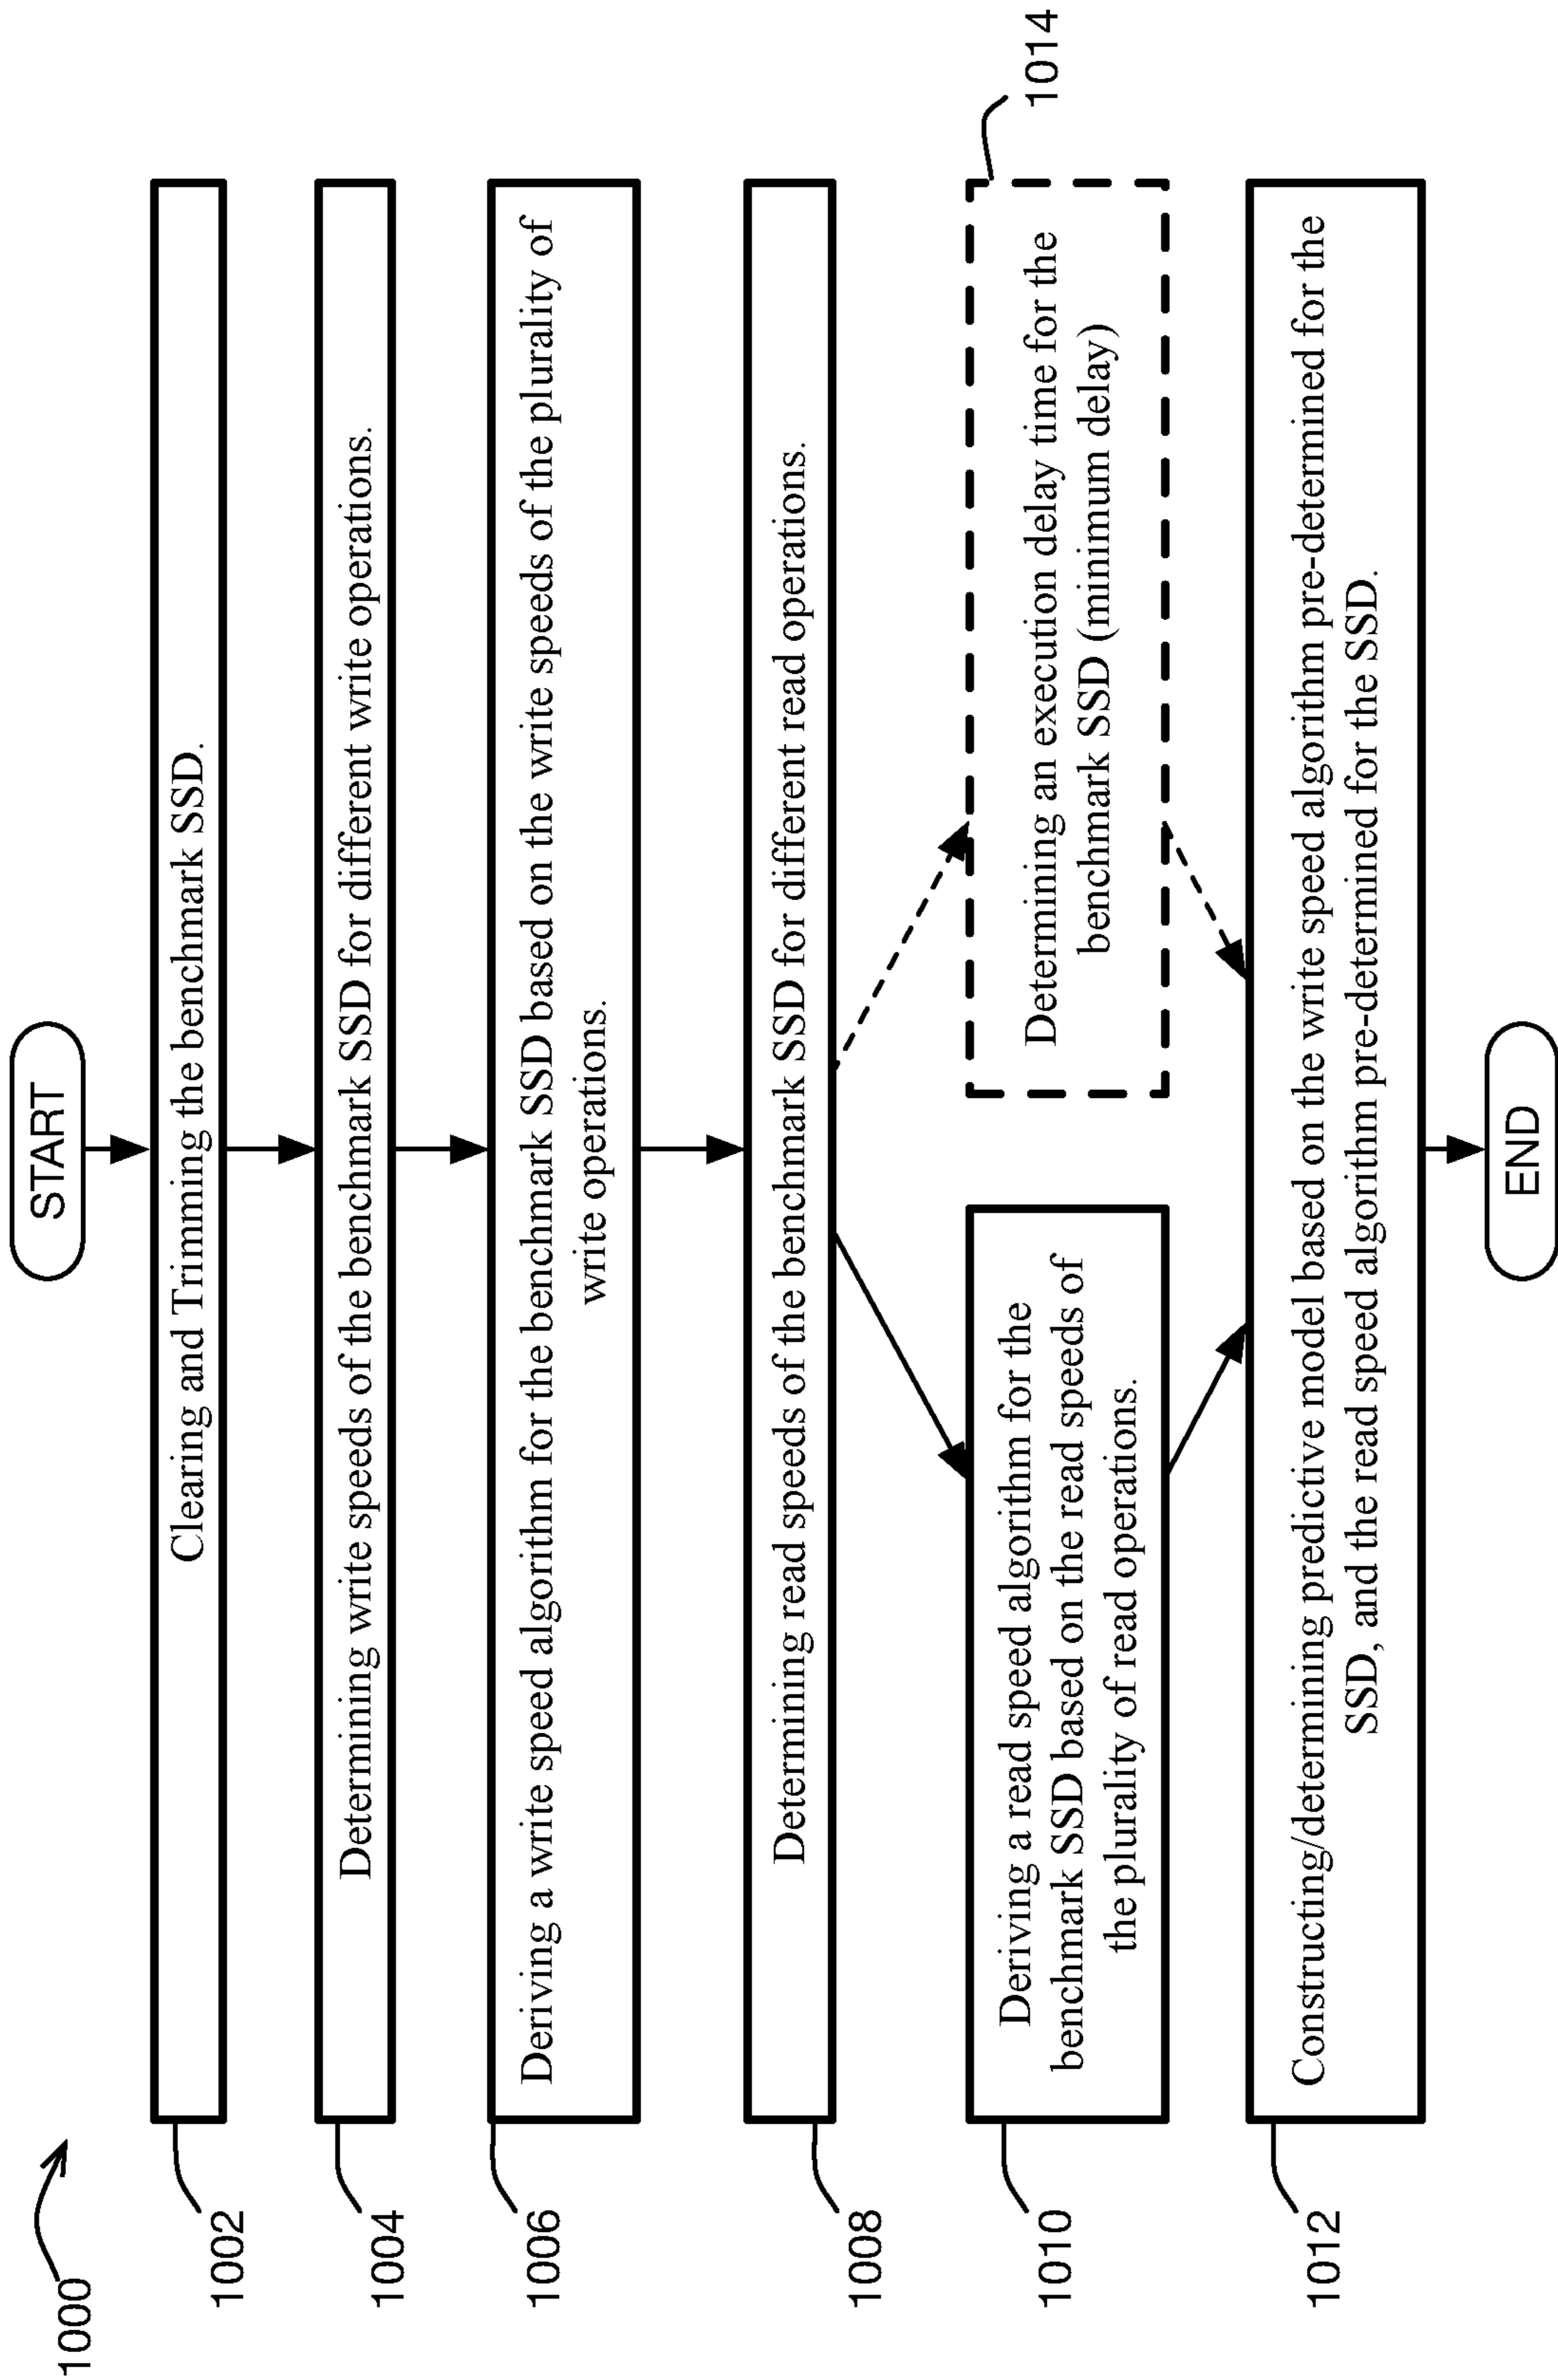 1000
START
1002
Clearing and Trimming the benchmark SSD.
1004
Determining write speeds of the benchmark SSD for different write operations.
1006
Deriving a write speed algorithm for the benchmark SSD based on the write speeds of the plurality of
write operations.
1008
Determining read speeds of the benchmark SSD for different read operations.
1010
Deriving a read speed algorithm for the
benchmark SSD based on the read speeds of
the plurality of read operations.
1014
Determining an execution delay time for the
benchmark SSD (minimum delay)
1012
Constructing/determining predictive model based on the write speed algorithm pre-determined for the
SSD, and the read speed algorithm pre-determined for the SSD.
END